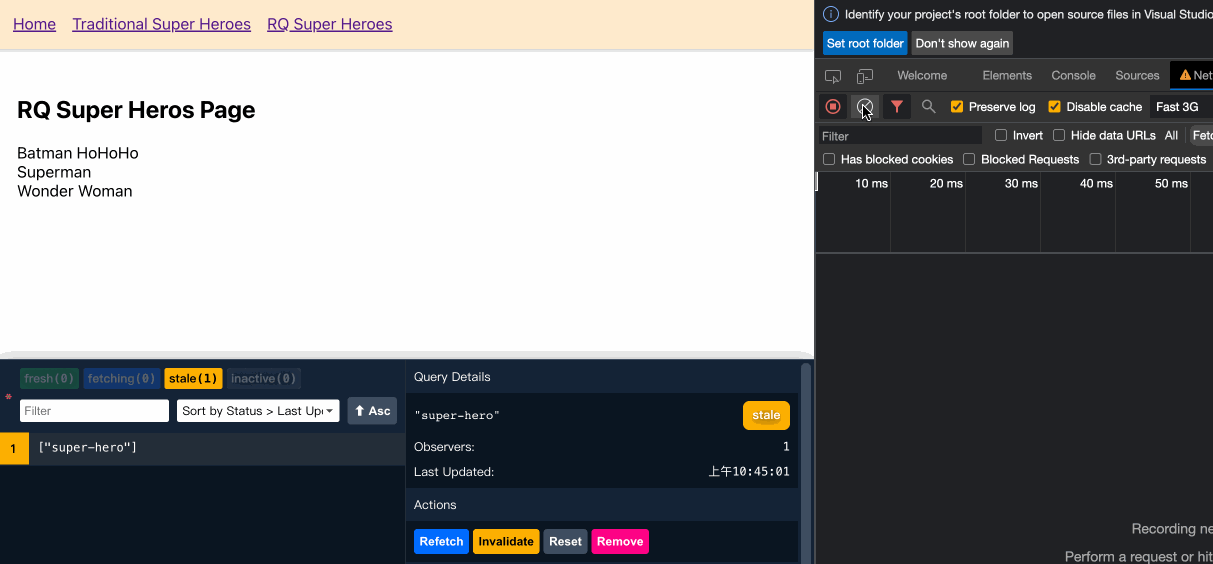 Home Traditional Super Heroes RQ Super Heroes
RQ Super Heros Page
Batman HoHoHo
Superman
Wonder Woman
fresh(0) fetching(0) stale(1) inactive(0)
*
Filter Sort by Status > Last Up Asc
1 ["super-hero"]
Query Details
"super-hero" stale
Observers: 1
Last Updated: 上午10:45:01
Actions
Refetch Invalidate Reset Remove
Identify your project's root folder to open source files in Visual Studio
Set root folder Don't show again
Welcome Elements Console Sources Net
Preserve log Disable cache Fast 3G
Filter Invert Hide data URLs All Fetc
Has blocked cookies Blocked Requests 3rd-party requests
10 ms 20 ms 30 ms 40 ms 50 ms
Recording ne
Perform a request or hit